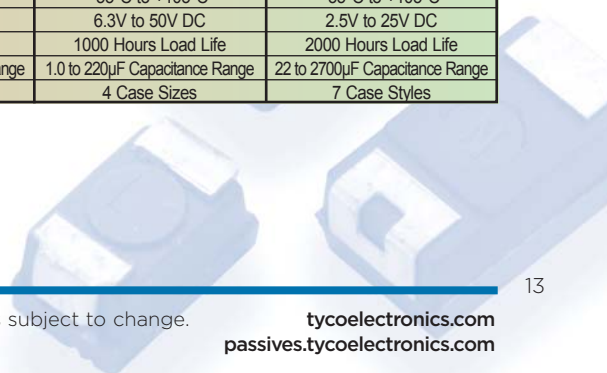 6.3V to 50V DC 2.5V to 25V DC
1000 Hours Load Life 2000 Hours Load Life
1.0 to 220µF Capacitance Range 22 to 2700µF Capacitance Range
4 Case Sizes 7 Case Styles
13
subject to change. tycoelectronics.com
passives.tycoelectronics.com